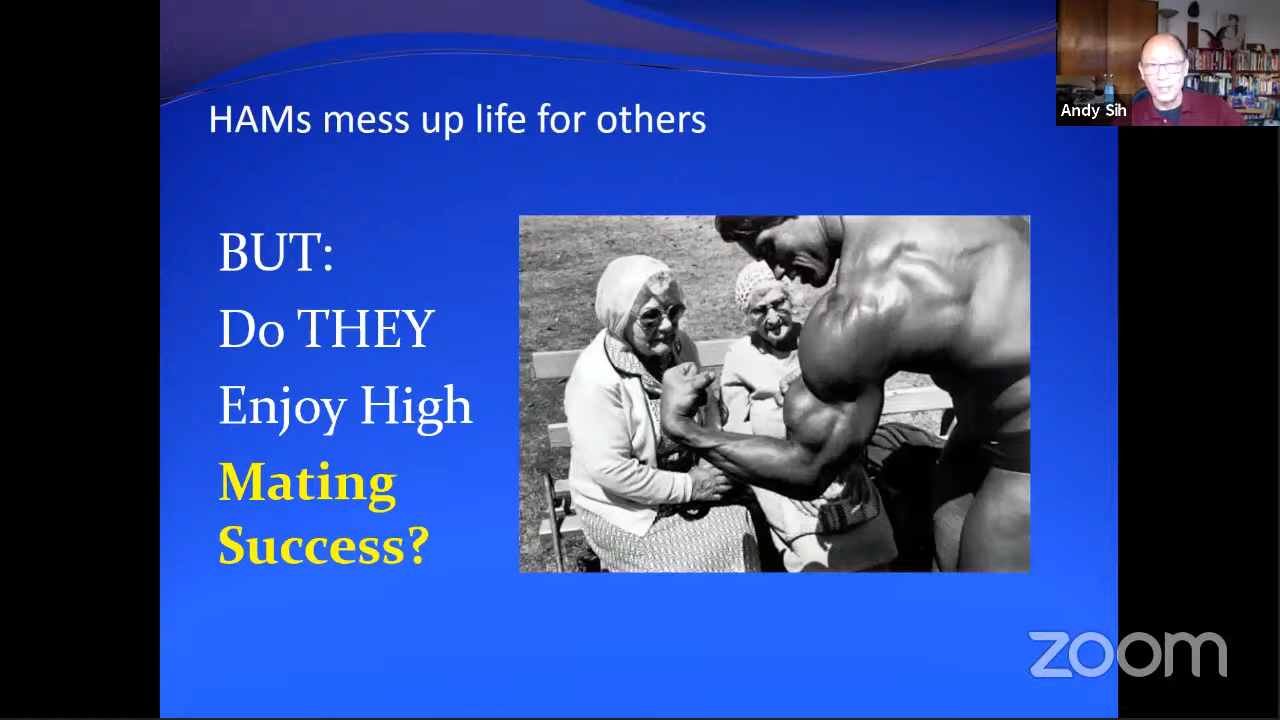 HAMs mess up life for others
Andy Sih
BUT:
Do THEY
Enjoy High
Mating
Success?
zoom